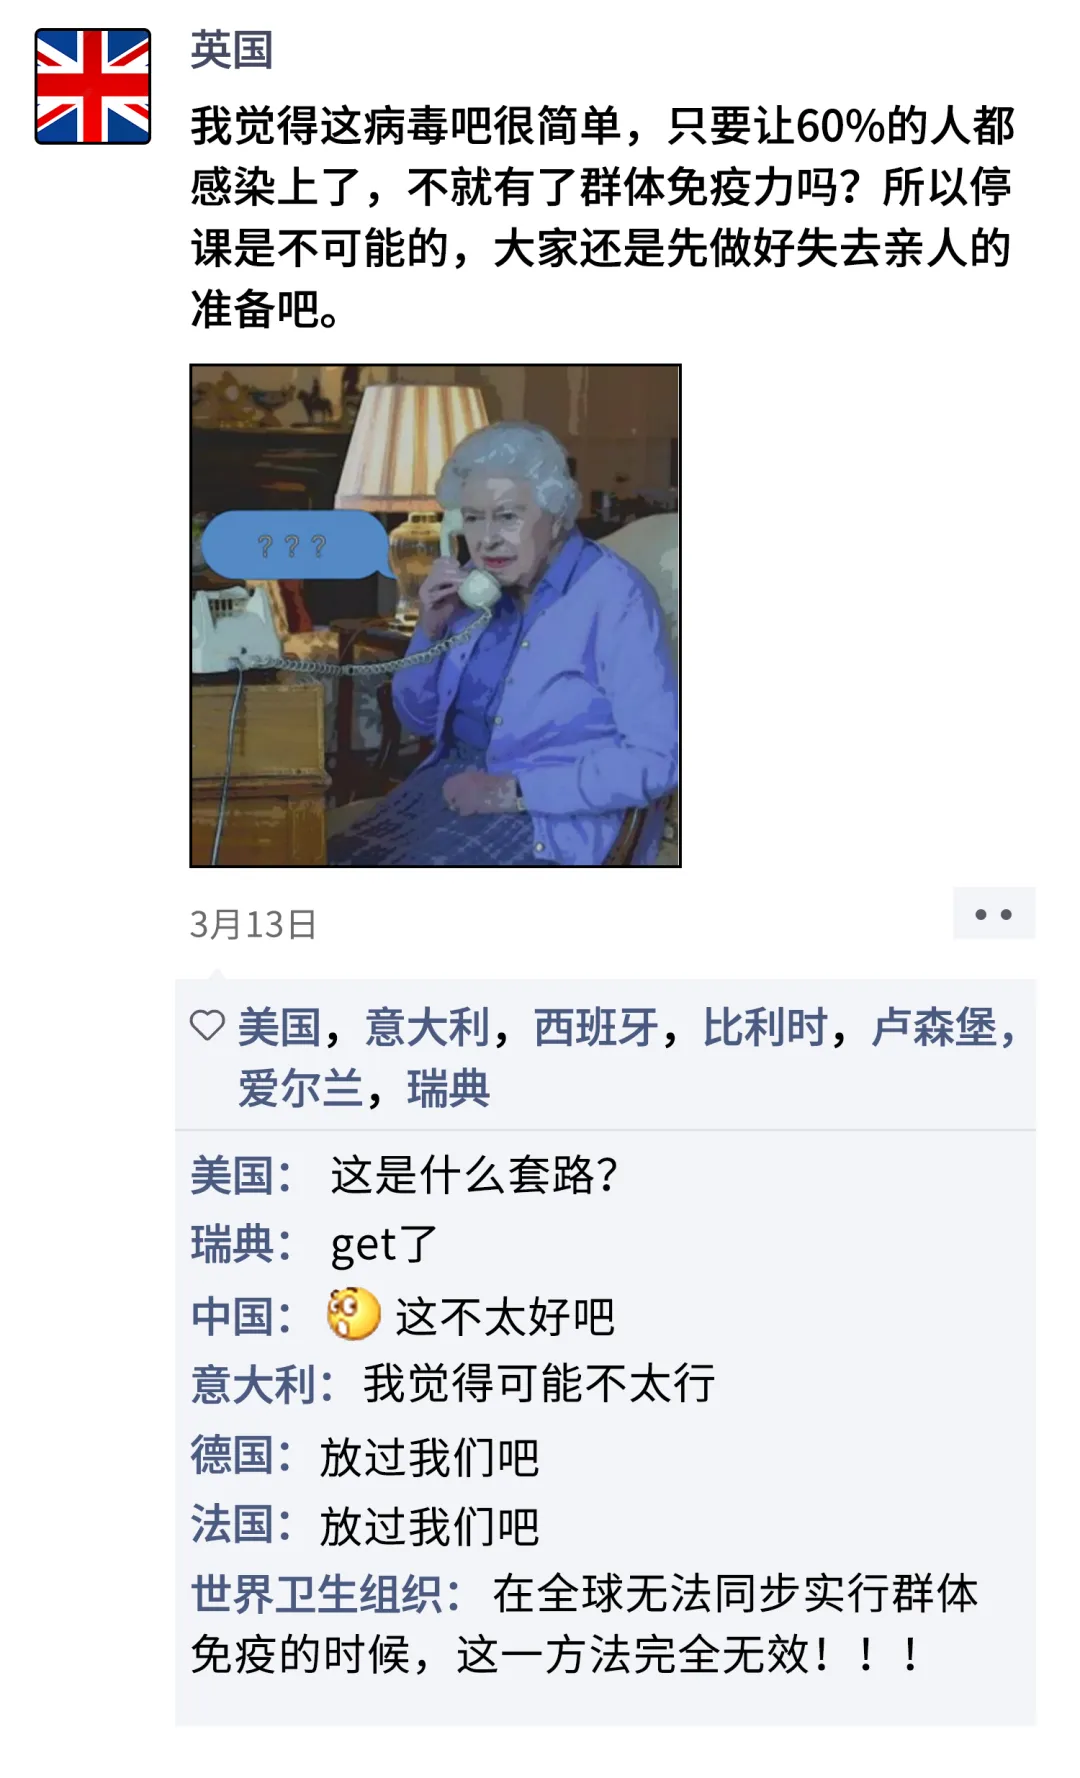 英国
我觉得这病毒吧很简单，只要让60%的人都
感染上了，不就有了群体免疫力吗？所以停
课是不可能的，大家还是先做好失去亲人的
准备吧。
？？？
3月13日
美国，意大利，西班牙，比利时，卢森堡，
爱尔兰，瑞典
美国： 这是什么套路？
瑞典： get了
中国： 这不太好吧
意大利：我觉得可能不太行
德国：放过我们吧
法国：放过我们吧
世界卫生组织： 在全球无法同步实行群体
免疫的时候，这一方法完全无效！！！